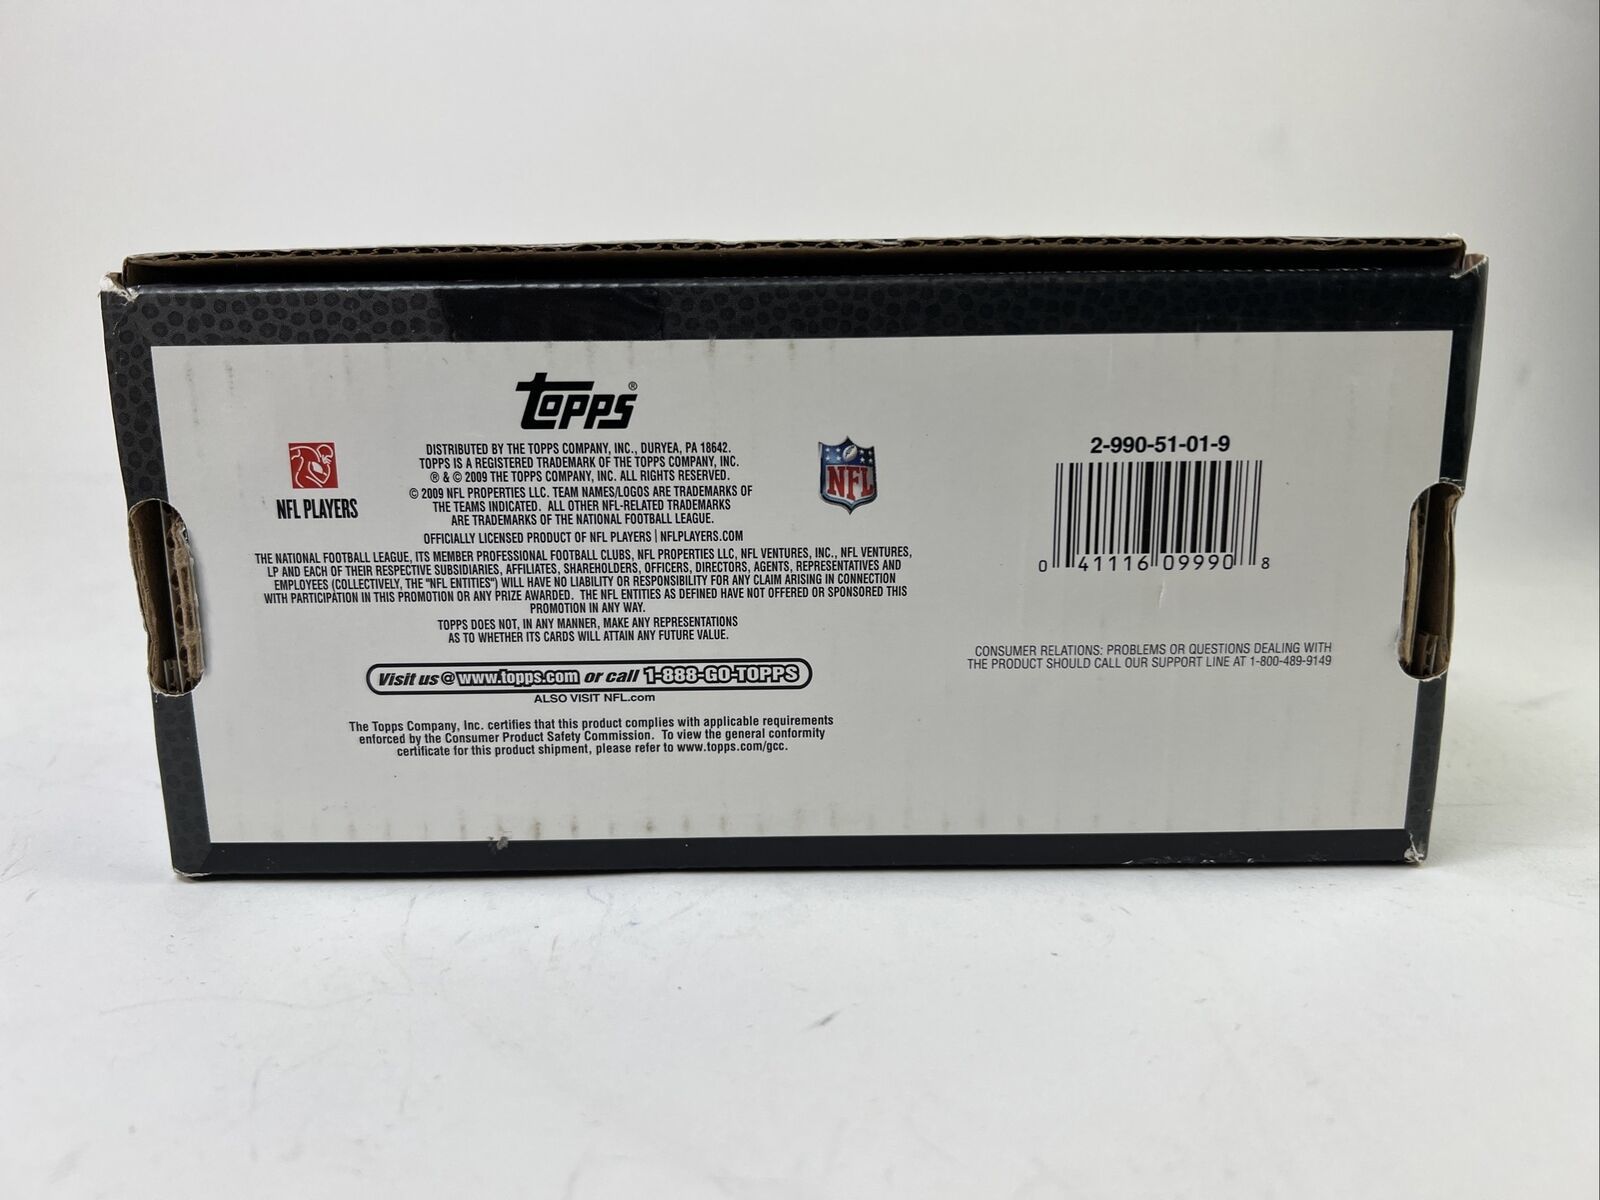 Topps®
NFL PLAYERS
DISTRIBUTED BY THE TOPPS COMPANY, INC., DURYEA, PA 18642.
TOPPS IS A REGISTERED TRADEMARK OF THE TOPPS COMPANY, INC.
® & © 2009 THE TOPPS COMPANY, INC. ALL RIGHTS RESERVED.
© 2009 NFL PROPERTIES LLC. TEAM NAMES/LOGOS ARE TRADEMARKS OF
THE TEAMS INDICATED. ALL OTHER NFL-RELATED TRADEMARKS
ARE TRADEMARKS OF THE NATIONAL FOOTBALL LEAGUE.
OFFICIALLY LICENSED PRODUCT OF NFL PLAYERS | NFLPLAYERS.COM
NFL
THE NATIONAL FOOTBALL LEAGUE, ITS MEMBER PROFESSIONAL FOOTBALL CLUBS, NFL PROPERTIES LLC, NFL VENTURES, INC., NFL VENTURES,
LP AND EACH OF THEIR RESPECTIVE SUBSIDIARIES, AFFILIATES, SHAREHOLDERS, OFFICERS, DIRECTORS, AGENTS, REPRESENTATIVES AND
EMPLOYEES (COLLECTIVELY, THE "NFL ENTITIES") WILL HAVE NO LIABILITY OR RESPONSIBILITY FOR ANY CLAIM ARISING IN CONNECTION
WITH PARTICIPATION IN THIS PROMOTION OR ANY PRIZE AWARDED. THE NFL ENTITIES AS DEFINED HAVE NOT OFFERED OR SPONSORED THIS
PROMOTION IN ANY WAY.
TOPPS DOES NOT, IN ANY MANNER, MAKE ANY REPRESENTATIONS
AS TO WHETHER ITS CARDS WILL ATTAIN ANY FUTURE VALUE.
Visit us @ www.topps.com or call 1-888-GO-TOPPS
ALSO VISIT NFL.com
The Topps Company, Inc. certifies that this product complies with applicable requirements
enforced by the Consumer Product Safety Commission. To view the general conformity
certificate for this product shipment, please refer to www.topps.com/gcc.
2-990-51-01-9
0 41116 09990 8
CONSUMER RELATIONS: PROBLEMS OR QUESTIONS DEALING WITH
THE PRODUCT SHOULD CALL OUR SUPPORT LINE AT 1-800-489-9149